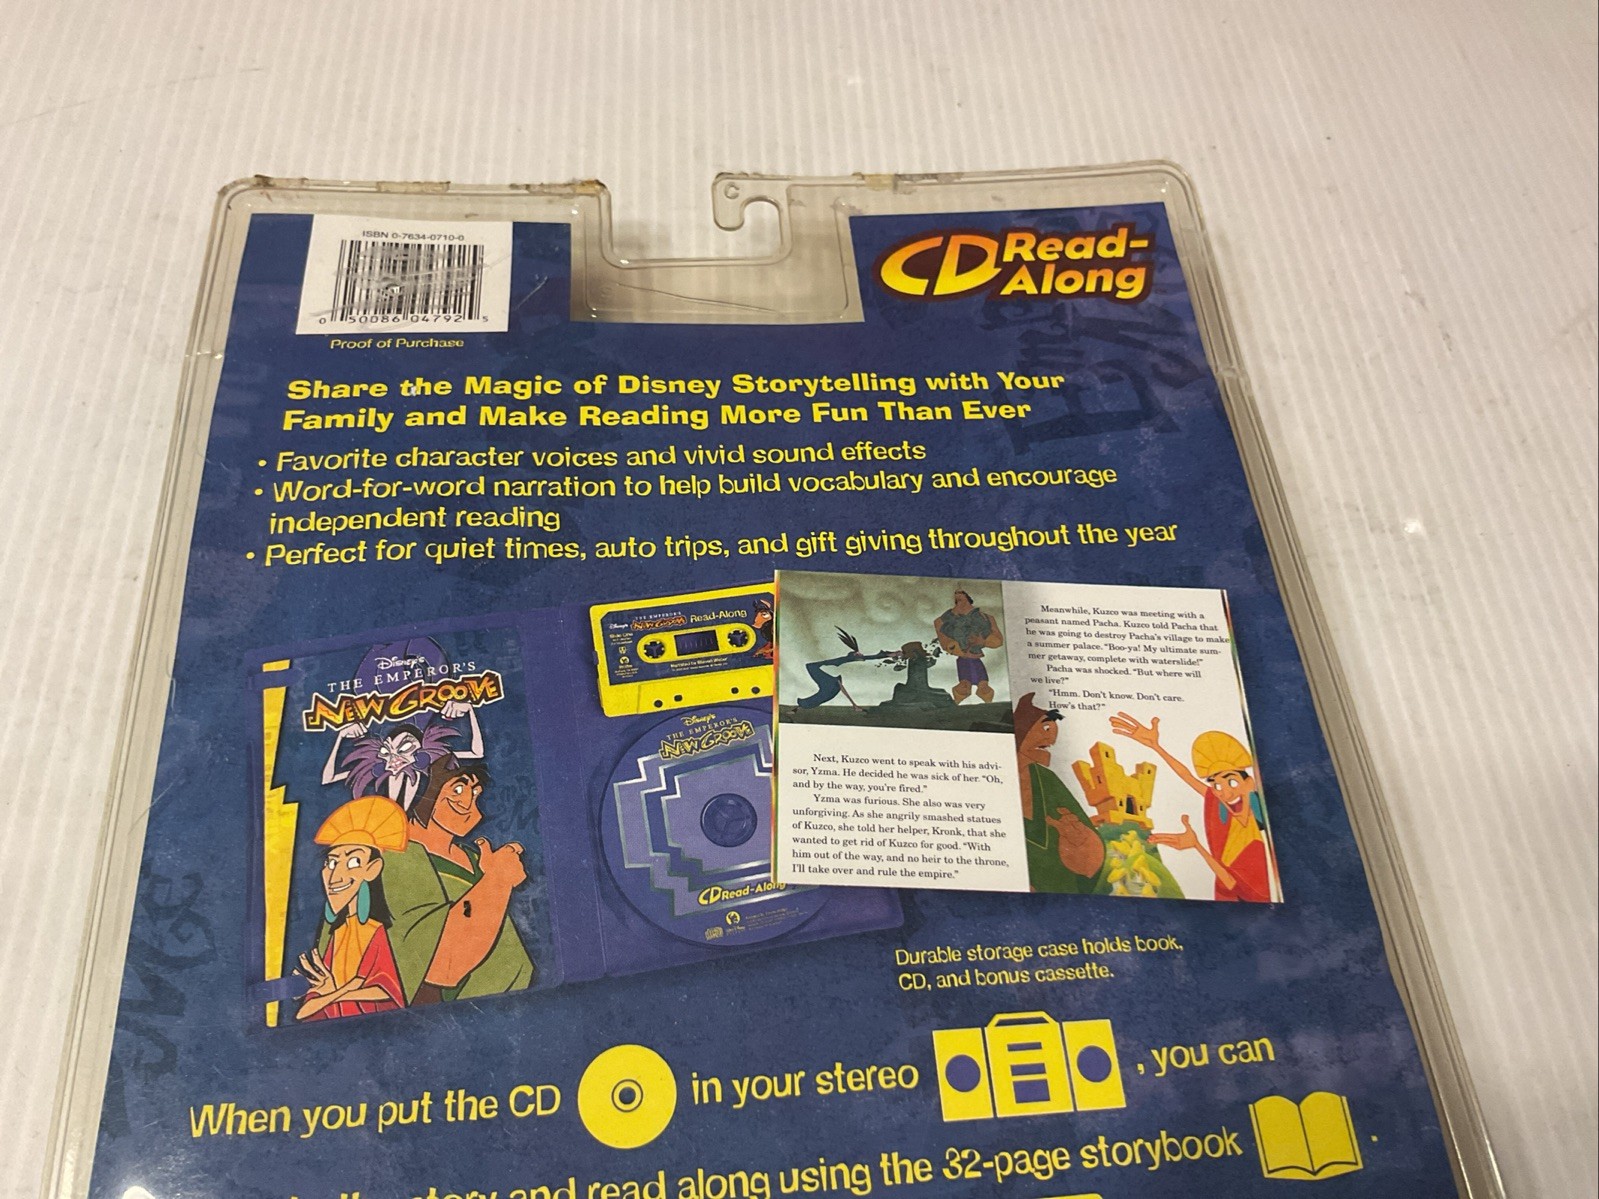 ISBN 0-7634-0710-0
0 50086 04792 5
Proof of Purchase
CD Read-
Along
Share the Magic of Disney Storytelling with Your
Family and Make Reading More Fun Than Ever
• Favorite character voices and vivid sound effects
• Word-for-word narration to help build vocabulary and encourage
independent reading
• Perfect for quiet times, auto trips, and gift giving throughout the year
Disney's
THE EMPEROR'S
NEW GROOVE
Disney's
THE EMPEROR'S
NEW GROOVE
Read-Along
Disney's
THE EMPEROR'S
NEW GROOVE
CD Read-Along
Next, Kuzco went to speak with his advi-
sor, Yzma. He decided he was sick of her. "Oh,
and by the way, you're fired."
Yzma was furious. She also was very
unforgiving. As she angrily smashed statues
of Kuzco, she told her helper, Kronk, that she
wanted to get rid of Kuzco for good. "With
him out of the way, and no heir to the throne,
I'll take over and rule the empire."
Meanwhile, Kuzco was meeting with a
peasant named Pacha. Kuzco told Pacha that
he was going to destroy Pacha's village to make
a summer palace. "Boo-ya! My ultimate sum-
mer getaway, complete with waterslide!"
Pacha was shocked. "But where will
we live?"
"Hmm. Don't know. Don't care.
How's that?"
Durable storage case holds book,
CD, and bonus cassette.
When you put the CD in your stereo , you can
story and read along using the 32-page storybook .